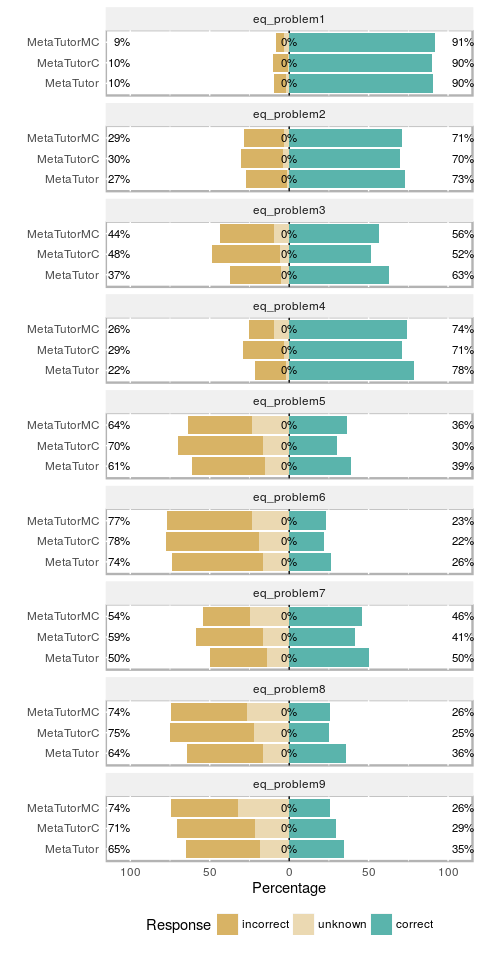 eq_problem1
MetaTutorMC 9% 0% 91%
MetaTutorC 10% 0% 90%
MetaTutor 10% 0% 90%
eq_problem2
MetaTutorMC 29% 0% 71%
MetaTutorC 30% 0% 70%
MetaTutor 27% 0% 73%
eq_problem3
MetaTutorMC 44% 0% 56%
MetaTutorC 48% 0% 52%
MetaTutor 37% 0% 63%
eq_problem4
MetaTutorMC 26% 0% 74%
MetaTutorC 29% 0% 71%
MetaTutor 22% 0% 78%
eq_problem5
MetaTutorMC 64% 0% 36%
MetaTutorC 70% 0% 30%
MetaTutor 61% 0% 39%
eq_problem6
MetaTutorMC 77% 0% 23%
MetaTutorC 78% 0% 22%
MetaTutor 74% 0% 26%
eq_problem7
MetaTutorMC 54% 0% 46%
MetaTutorC 59% 0% 41%
MetaTutor 50% 0% 50%
eq_problem8
MetaTutorMC 74% 0% 26%
MetaTutorC 75% 0% 25%
MetaTutor 64% 0% 36%
eq_problem9
MetaTutorMC 74% 0% 26%
MetaTutorC 71% 0% 29%
MetaTutor 65% 0% 35%
100 50 0 50 100
Percentage
Response incorrect unknown correct